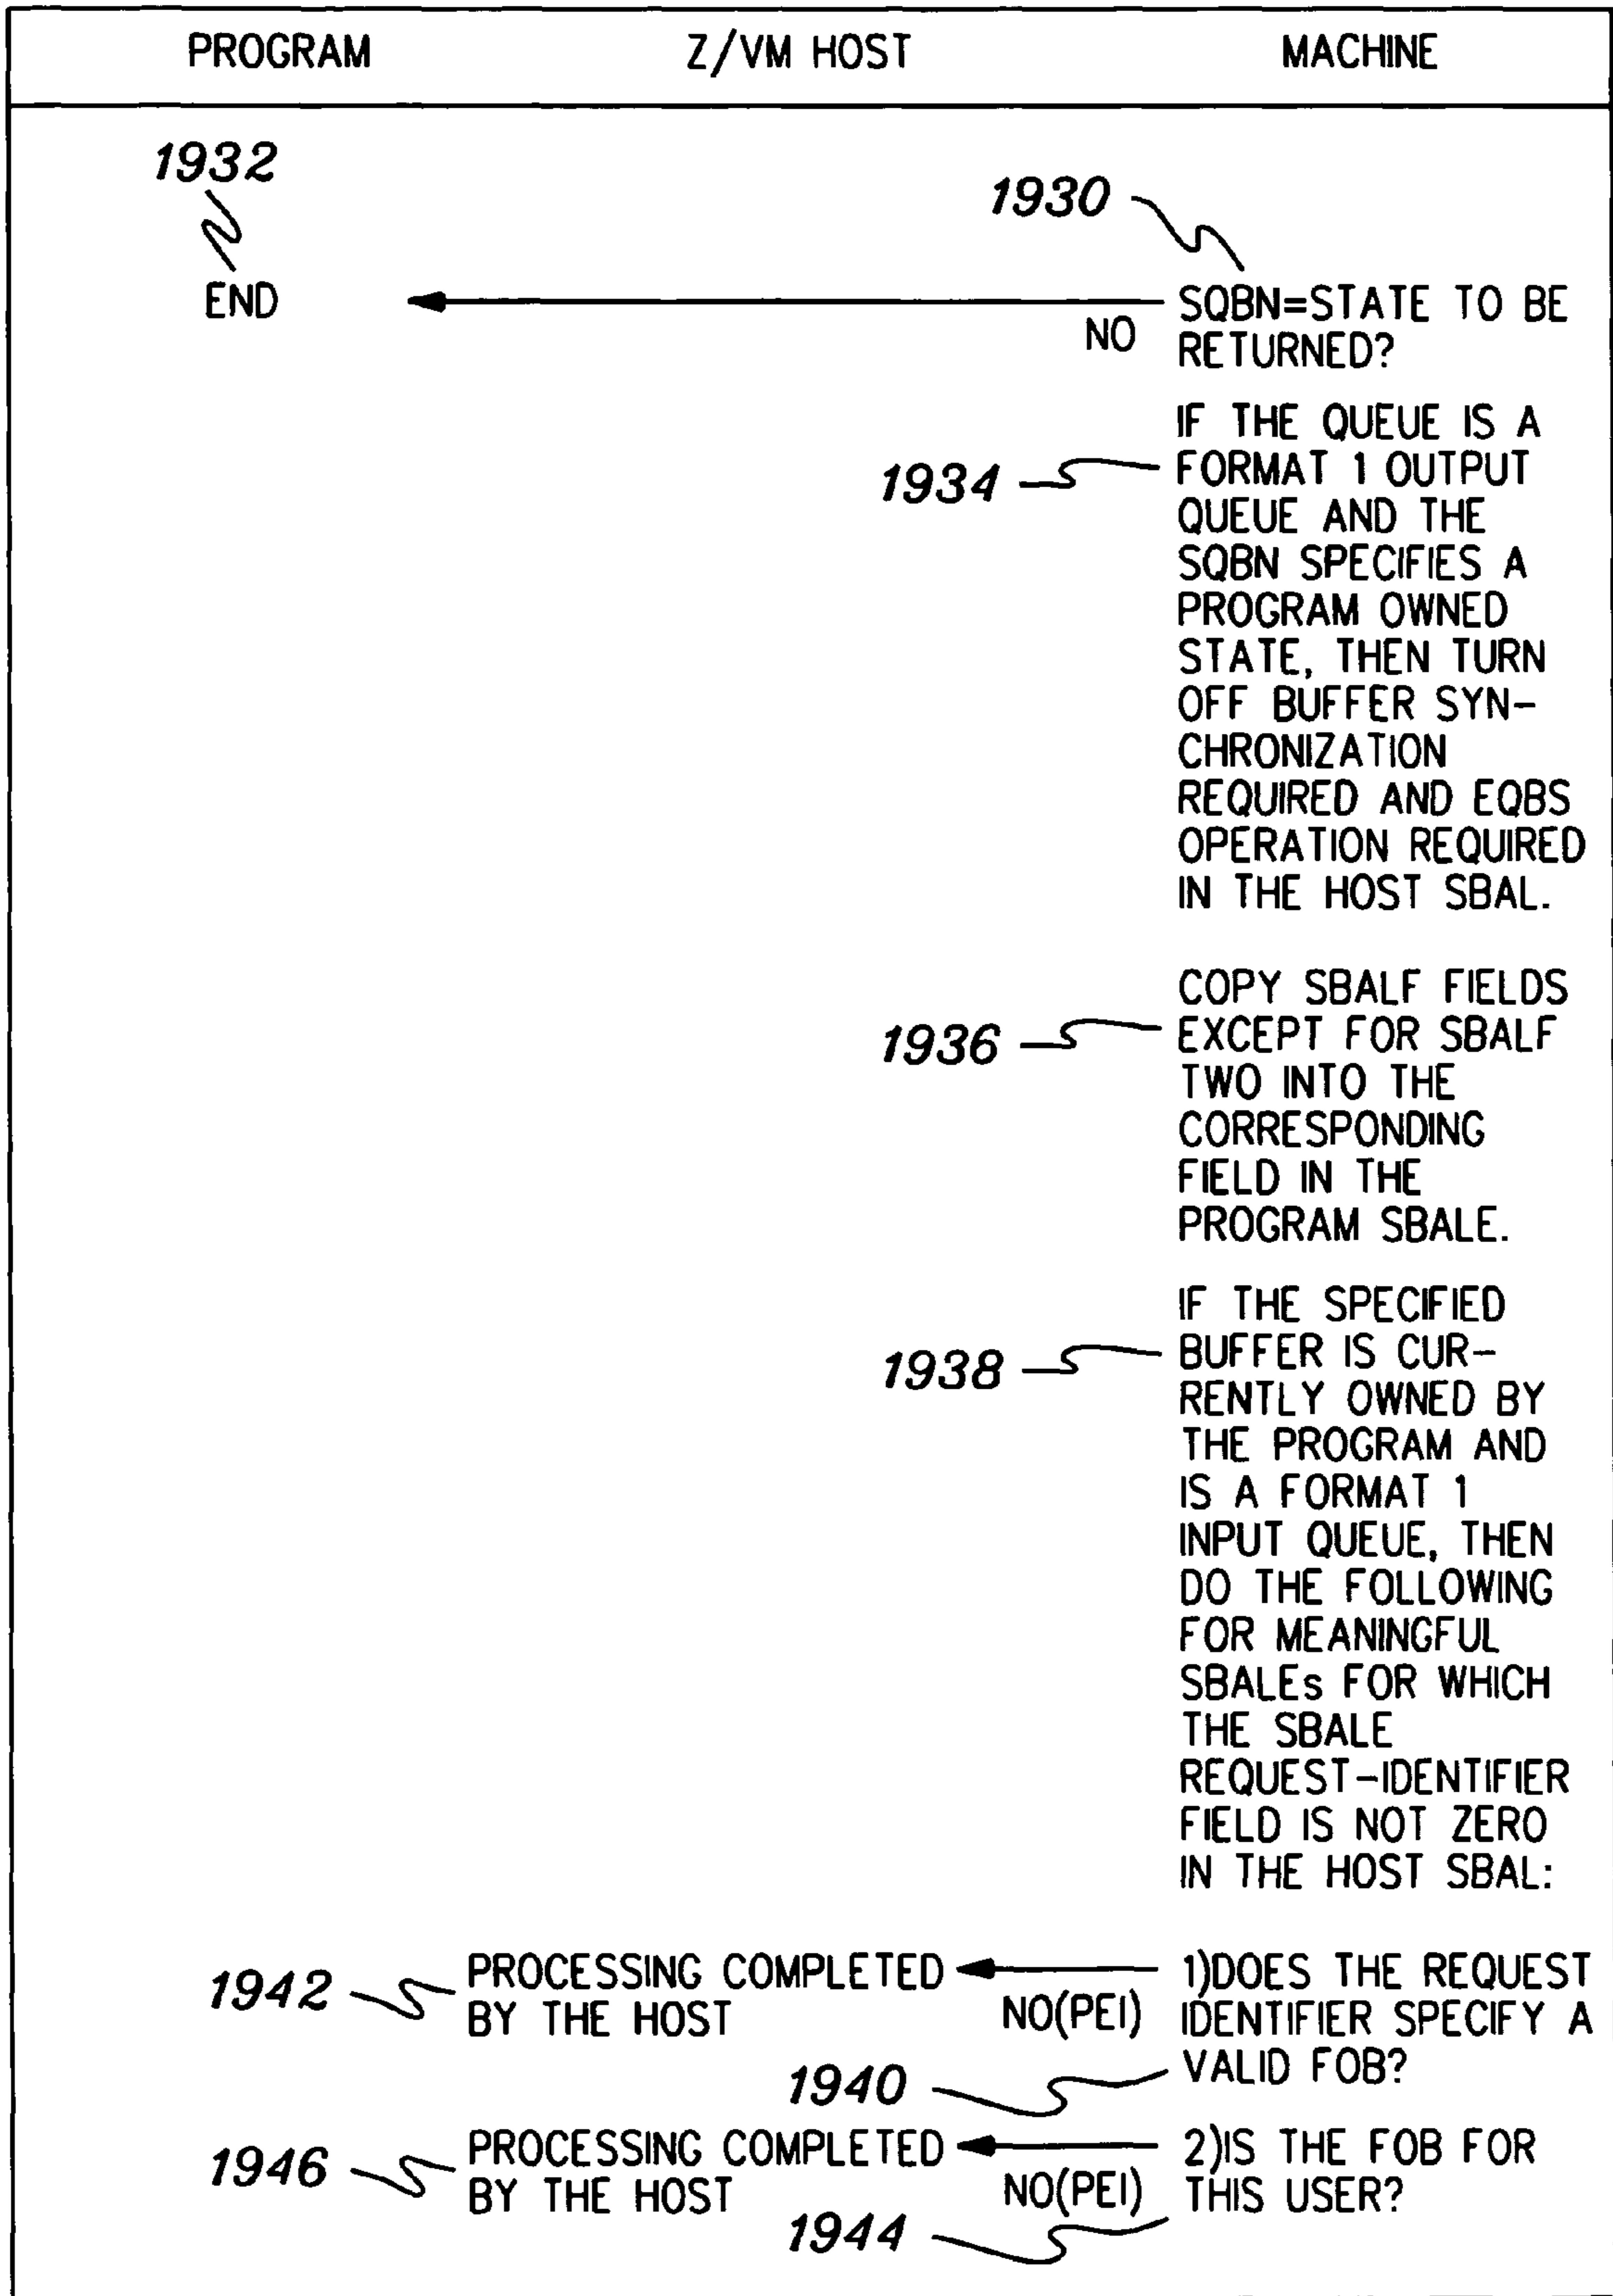 PROGRAM Z/VM HOST MACHINE
1932
1930
END
SQBN=STATE TO BE
NO
RETURNED?
IF THE QUEUE IS A
1934
FORMAT 1 OUTPUT
QUEUE AND THE
SQBN SPECIFIES A
PROGRAM OWNED
STATE, THEN TURN
OFF BUFFER SYN-
CHRONIZATION
REQUIRED AND EQBS
OPERATION REQUIRED
IN THE HOST SBAL.
COPY SBALF FIELDS
1936
EXCEPT FOR SBALF
TWO INTO THE
CORRESPONDING
FIELD IN THE
PROGRAM SBALE.
IF THE SPECIFIED
1938
BUFFER IS CUR-
RENTLY OWNED BY
THE PROGRAM AND
IS A FORMAT 1
INPUT QUEUE, THEN
DO THE FOLLOWING
FOR MEANINGFUL
SBALEs FOR WHICH
THE SBALE
REQUEST-IDENTIFIER
FIELD IS NOT ZERO
IN THE HOST SBAL:
1942
PROCESSING COMPLETED
BY THE HOST
NO(PEI)
1)DOES THE REQUEST
IDENTIFIER SPECIFY A
VALID FOB?
1940
1946
PROCESSING COMPLETED
BY THE HOST
NO(PEI)
2)IS THE FOB FOR
THIS USER?
1944